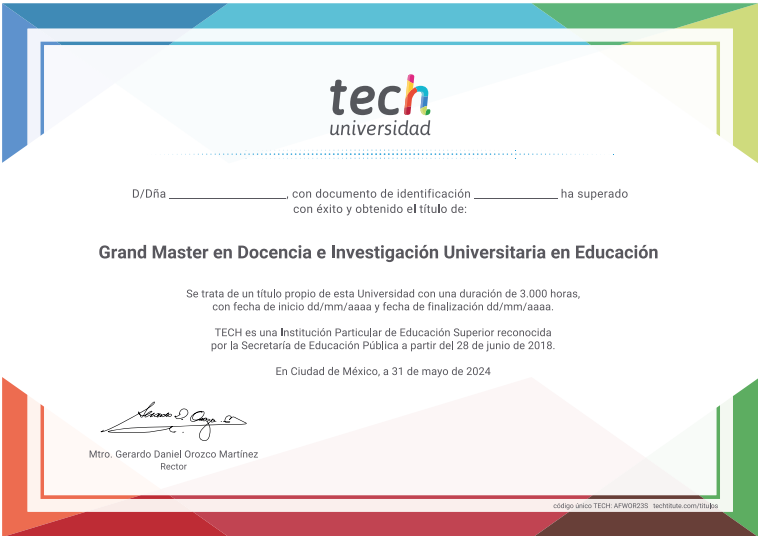 tech
universidad
D/Dña ____________________, con documento de identificación ______________ ha superado
con éxito y obtenido el título de:
Grand Master en Docencia e Investigación Universitaria en Educación
Se trata de un título propio de esta Universidad con una duración de 3.000 horas,
con fecha de inicio dd/mm/aaaa y fecha de finalización dd/mm/aaaa.
TECH es una Institución Particular de Educación Superior reconocida
por la Secretaría de Educación Pública a partir del 28 de junio de 2018.
En Ciudad de México, a 31 de mayo de 2024
Mtro. Gerardo Daniel Orozco Martínez
Rector
código único TECH: AFWOR23S techtitute.com/titulos